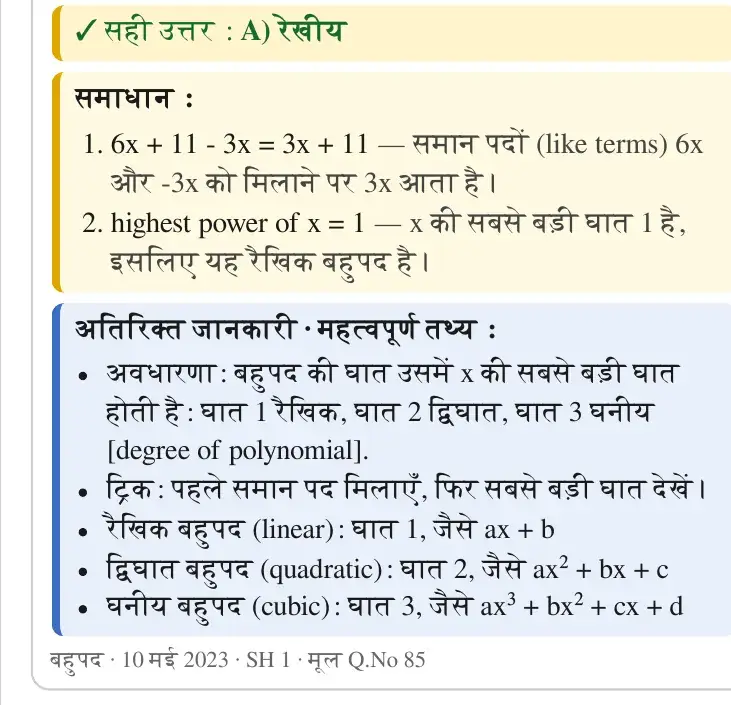 ✓ सही उत्तर : A) रेखीय
समाधान :
1. 6x + 11 - 3x = 3x + 11 — समान पदों (like terms) 6x
और -3x को मिलाने पर 3x आता है।
2. highest power of x = 1 — x की सबसे बड़ी घात 1 है,
इसलिए यह रैखिक बहुपद है।
अतिरिक्त जानकारी · महत्वपूर्ण तथ्य :
• अवधारणा : बहुपद की घात उसमें x की सबसे बड़ी घात
होती है : घात 1 रैखिक, घात 2 द्विघात, घात 3 घनीय
[degree of polynomial].
• ट्रिक : पहले समान पद मिलाएँ, फिर सबसे बड़ी घात देखें।
• रैखिक बहुपद (linear) : घात 1, जैसे ax + b
• द्विघात बहुपद (quadratic) : घात 2, जैसे ax² + bx + c
• घनीय बहुपद (cubic) : घात 3, जैसे ax³ + bx² + cx + d
बहुपद · 10 मई 2023 · SH 1 · मूल Q.No 85